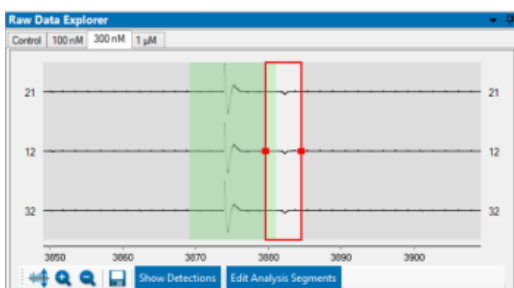 Raw Data Explorer
Control 100 nM 300 nM 1 µM
21 21
12 12
32 32
3850 3860 3870 3880 3890 3900
Show Detections Edit Analysis Segments